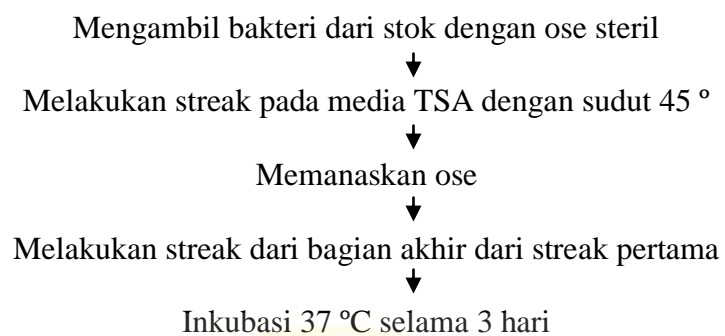 Mengambil bakteri dari stok dengan ose steril
Melakukan streak pada media TSA dengan sudut 45 º
Memanaskan ose
Melakukan streak dari bagian akhir dari streak pertama
Inkubasi 37 ºC selama 3 hari